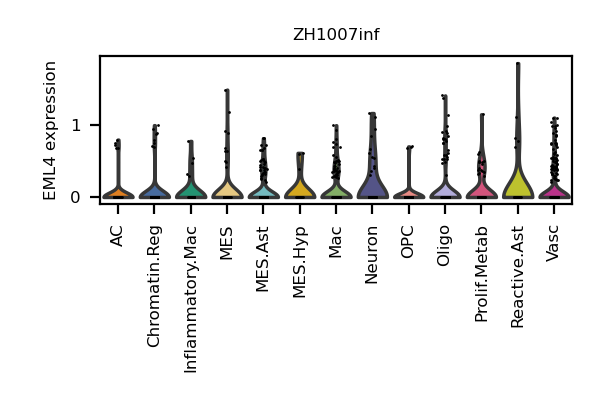 ZH1007inf
EML4 expression
1
0
AC
Chromatin.Reg
Inflammatory.Mac
MES
MES.Ast
MES.Hyp
Mac
Neuron
OPC
Oligo
Prolif.Metab
Reactive.Ast
Vasc